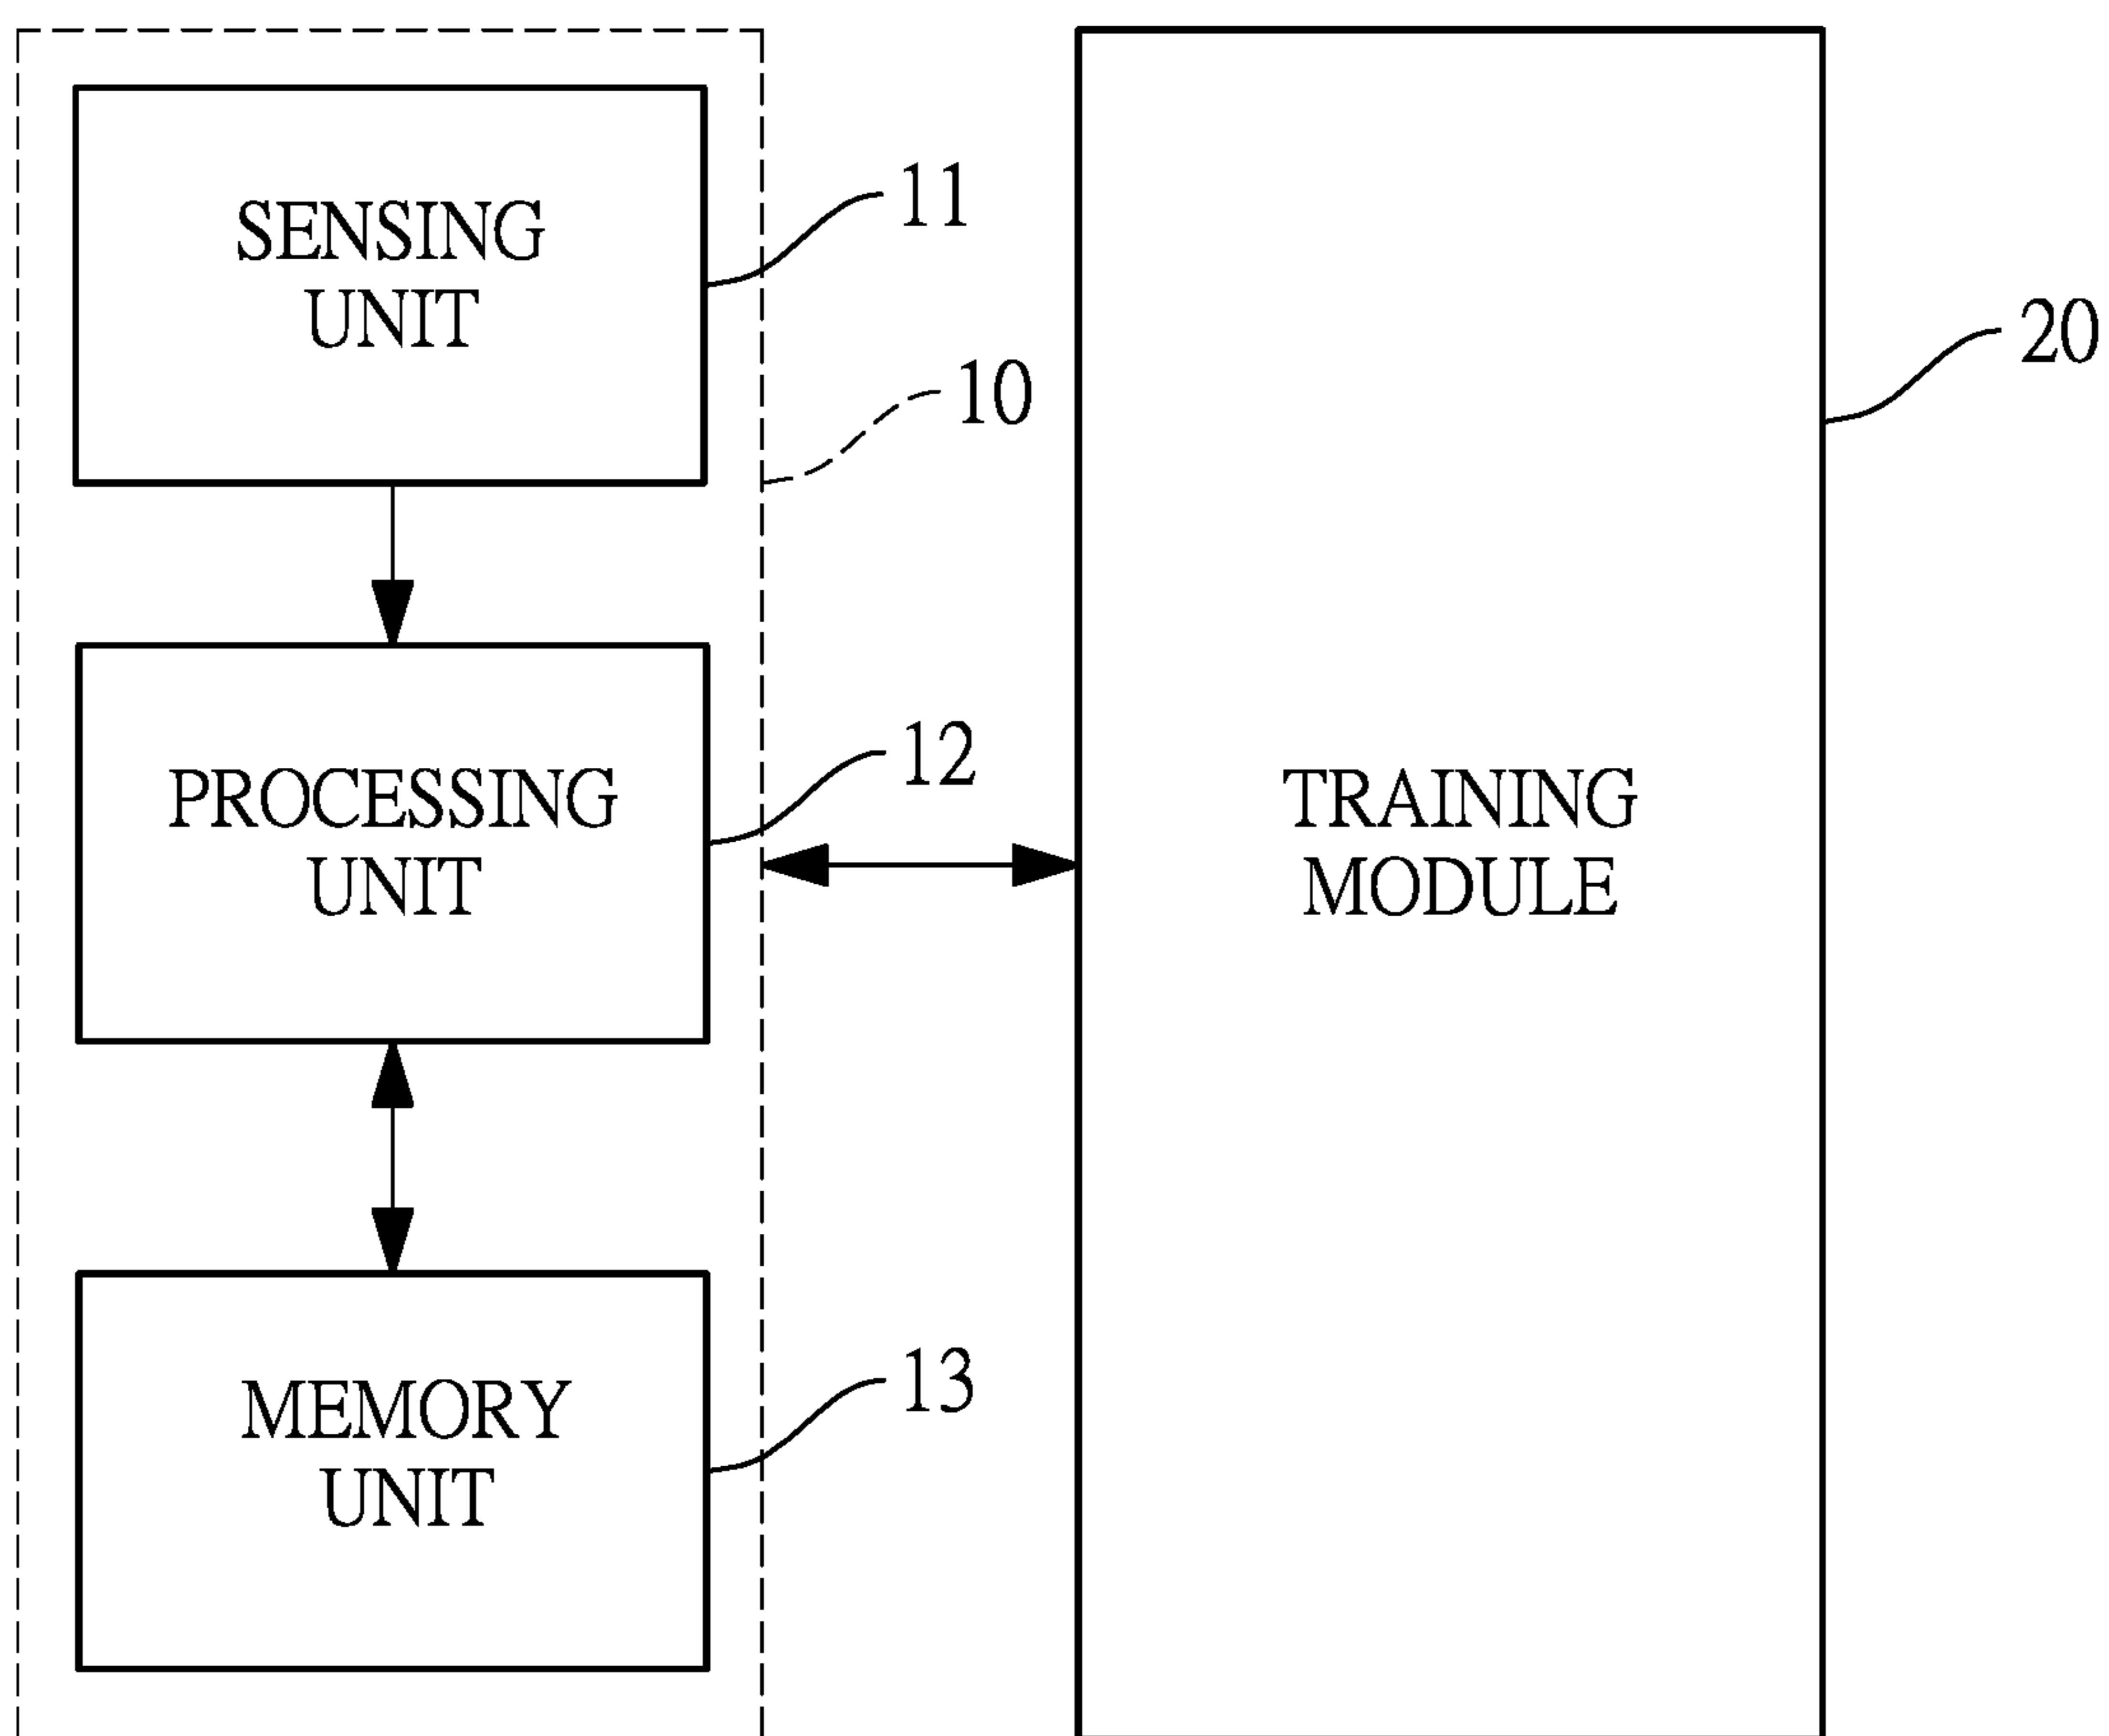 SENSING
UNIT
11
10
20
PROCESSING
UNIT
12
TRAINING
MODULE
MEMORY
UNIT
13